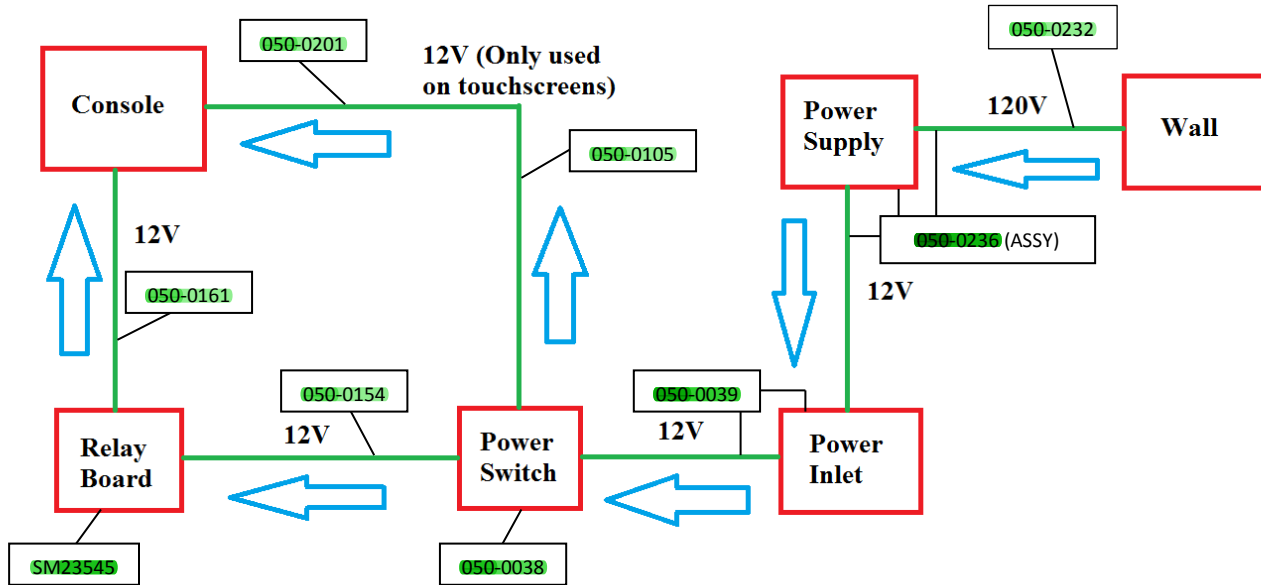 050-0232
050-0201
12V (Only used
on touchscreens)
Console
Power
Supply
120V
Wall
050-0105
050-0236 (ASSY)
12V
12V
050-0161
050-0154
050-0039
12V
12V
Relay
Board
Power
Switch
Power
Inlet
SM23545
050-0038